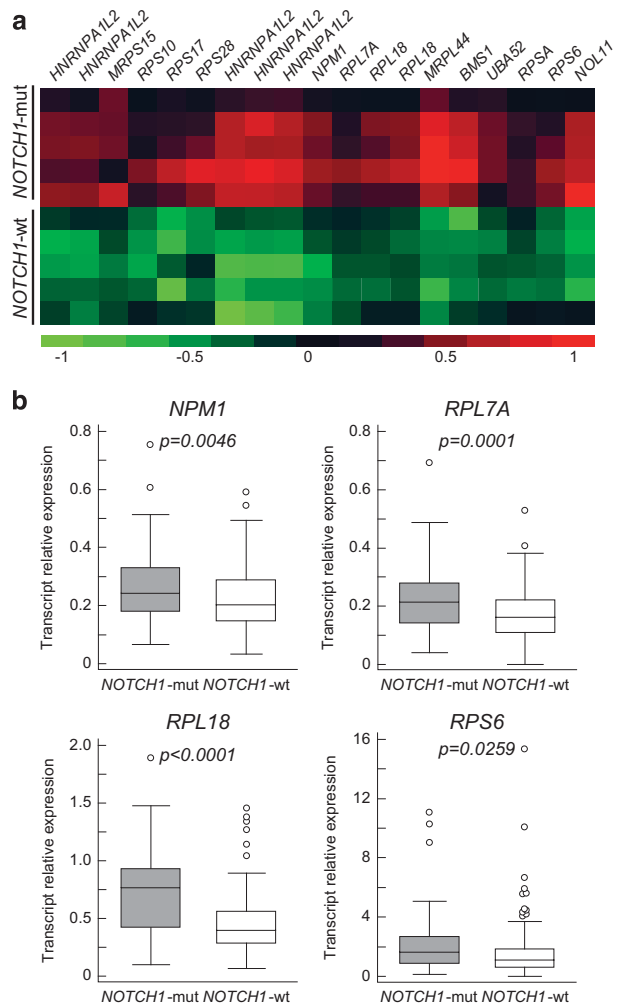 a
HNRNPA1L2
HNRNPA1L2
MRPS15
RPS10
RPS17
RPS28
HNRNPA1L2
HNRNPA1L2
HNRNPA1L2
NPM1
RPL7A
RPL18
RPL18
MRPL44
BMS1
UBA52
RPSA
RPS6
NOL11
NOTCH1-mut
NOTCH1-wt
-1 -0.5 0 0.5 1
b
NPM1
p=0.0046
Transcript relative expression
0.8
0.6
0.4
0.2
0
NOTCH1-mut NOTCH1-wt
RPL7A
p=0.0001
Transcript relative expression
0.8
0.6
0.4
0.2
0
NOTCH1-mut NOTCH1-wt
RPL18
p<0.0001
Transcript relative expression
2.0
1.5
1.0
0.5
0
NOTCH1-mut NOTCH1-wt
RPS6
p=0.0259
Transcript relative expression
16
12
8
4
2
0
NOTCH1-mut NOTCH1-wt